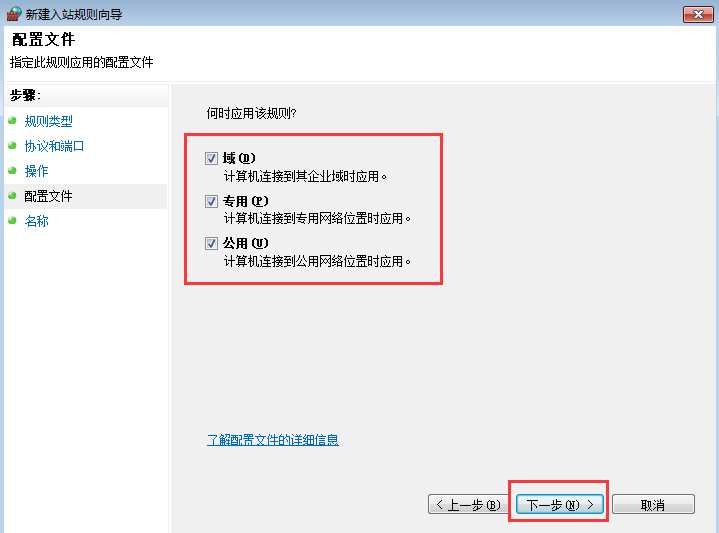 新建入站规则向导
配置文件
指定此规则应用的配置文件
步骤:
规则类型
协议和端口
操作
配置文件
名称
何时应用该规则?
域(D)
计算机连接到其企业域时应用。
专用(P)
计算机连接到专用网络位置时应用。
公用(U)
计算机连接到公用网络位置时应用。
了解配置文件的详细信息
< 上一步(B)
下一步(N) >
取消